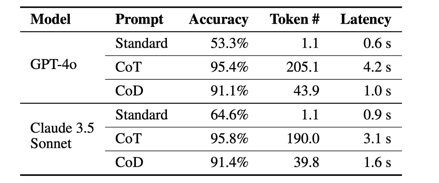 Model Prompt Accuracy Token # Latency
GPT-4o
Standard 53.3% 1.1 0.6 s
CoT 95.4% 205.1 4.2 s
CoD 91.1% 43.9 1.0 s
Claude 3.5
Sonnet
Standard 64.6% 1.1 0.9 s
CoT 95.8% 190.0 3.1 s
CoD 91.4% 39.8 1.6 s